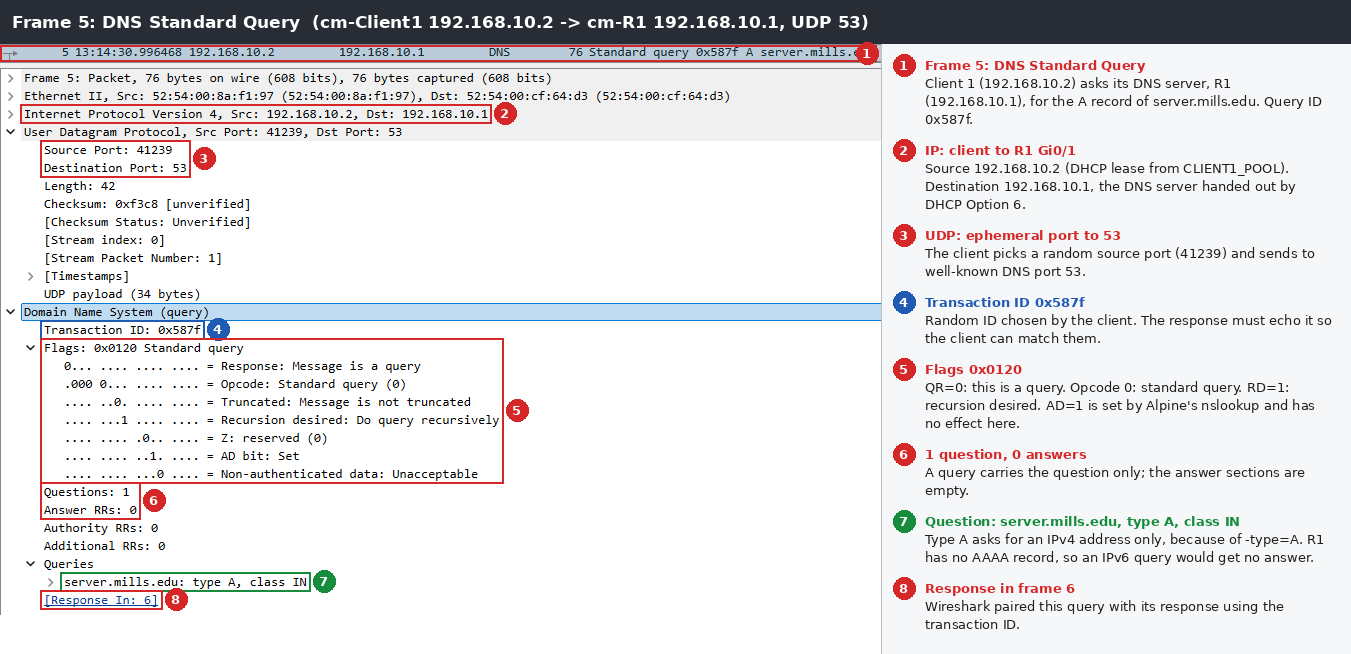 Frame 5: DNS Standard Query  (cm-Client1 192.168.10.2 -> cm-R1 192.168.10.1, UDP 53)
5 13:14:30.996468 192.168.10.2 192.168.10.1 DNS 76 Standard query 0x587f A server.mills.e
1
Frame 5: Packet, 76 bytes on wire (608 bits), 76 bytes captured (608 bits)
Ethernet II, Src: 52:54:00:8a:f1:97 (52:54:00:8a:f1:97), Dst: 52:54:00:cf:64:d3 (52:54:00:cf:64:d3)
Internet Protocol Version 4, Src: 192.168.10.2, Dst: 192.168.10.1
2
User Datagram Protocol, Src Port: 41239, Dst Port: 53
Source Port: 41239
Destination Port: 53
3
Length: 42
Checksum: 0xf3c8 [unverified]
[Checksum Status: Unverified]
[Stream index: 0]
[Stream Packet Number: 1]
[Timestamps]
UDP payload (34 bytes)
Domain Name System (query)
Transaction ID: 0x587f
4
Flags: 0x0120 Standard query
0... .... .... .... = Response: Message is a query
.000 0... .... .... = Opcode: Standard query (0)
.... ..0. .... .... = Truncated: Message is not truncated
.... ...1 .... .... = Recursion desired: Do query recursively
.... .... .0.. .... = Z: reserved (0)
.... .... ..1. .... = AD bit: Set
.... .... ...0 .... = Non-authenticated data: Unacceptable
5
Questions: 1
Answer RRs: 0
6
Authority RRs: 0
Additional RRs: 0
Queries
server.mills.edu: type A, class IN
7
[Response In: 6]
8
1 Frame 5: DNS Standard Query
Client 1 (192.168.10.2) asks its DNS server, R1
(192.168.10.1), for the A record of server.mills.edu. Query ID
0x587f.
2 IP: client to R1 Gi0/1
Source 192.168.10.2 (DHCP lease from CLIENT1_POOL).
Destination 192.168.10.1, the DNS server handed out by
DHCP Option 6.
3 UDP: ephemeral port to 53
The client picks a random source port (41239) and sends to
well-known DNS port 53.
4 Transaction ID 0x587f
Random ID chosen by the client. The response must echo it so
the client can match them.
5 Flags 0x0120
QR=0: this is a query. Opcode 0: standard query. RD=1:
recursion desired. AD=1 is set by Alpine's nslookup and has
no effect here.
6 1 question, 0 answers
A query carries the question only; the answer sections are
empty.
7 Question: server.mills.edu, type A, class IN
Type A asks for an IPv4 address only, because of -type=A. R1
has no AAAA record, so an IPv6 query would get no answer.
8 Response in frame 6
Wireshark paired this query with its response using the
transaction ID.